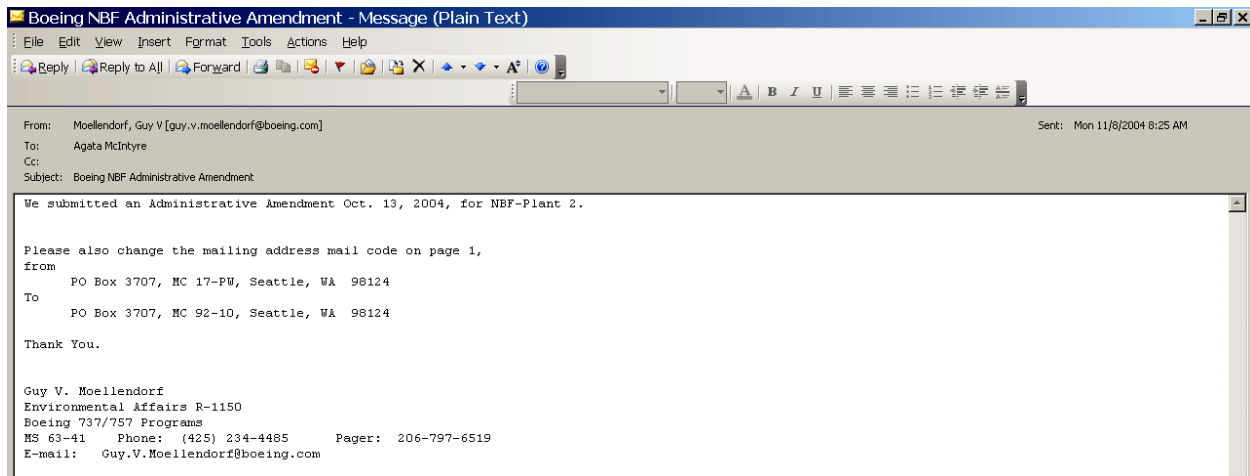 Boeing NBF Administrative Amendment - Message (Plain Text)
File Edit View Insert Format Tools Actions Help
Reply Reply to All Forward
A B I U
From: Moellendorf, Guy V [guy.v.moellendorf@boeing.com] Sent: Mon 11/8/2004 8:25 AM
To: Agata McIntyre
Cc:
Subject: Boeing NBF Administrative Amendment
We submitted an Administrative Amendment Oct. 13, 2004, for NBF-Plant 2.
Please also change the mailing address mail code on page 1,
from
PO Box 3707, MC 17-PW, Seattle, WA 98124
To
PO Box 3707, MC 92-10, Seattle, WA 98124
Thank You.
Guy V. Moellendorf
Environmental Affairs R-1150
Boeing 737/757 Programs
MS 63-41 Phone: (425) 234-4485 Pager: 206-797-6519
E-mail: Guy.V.Moellendorf@boeing.com